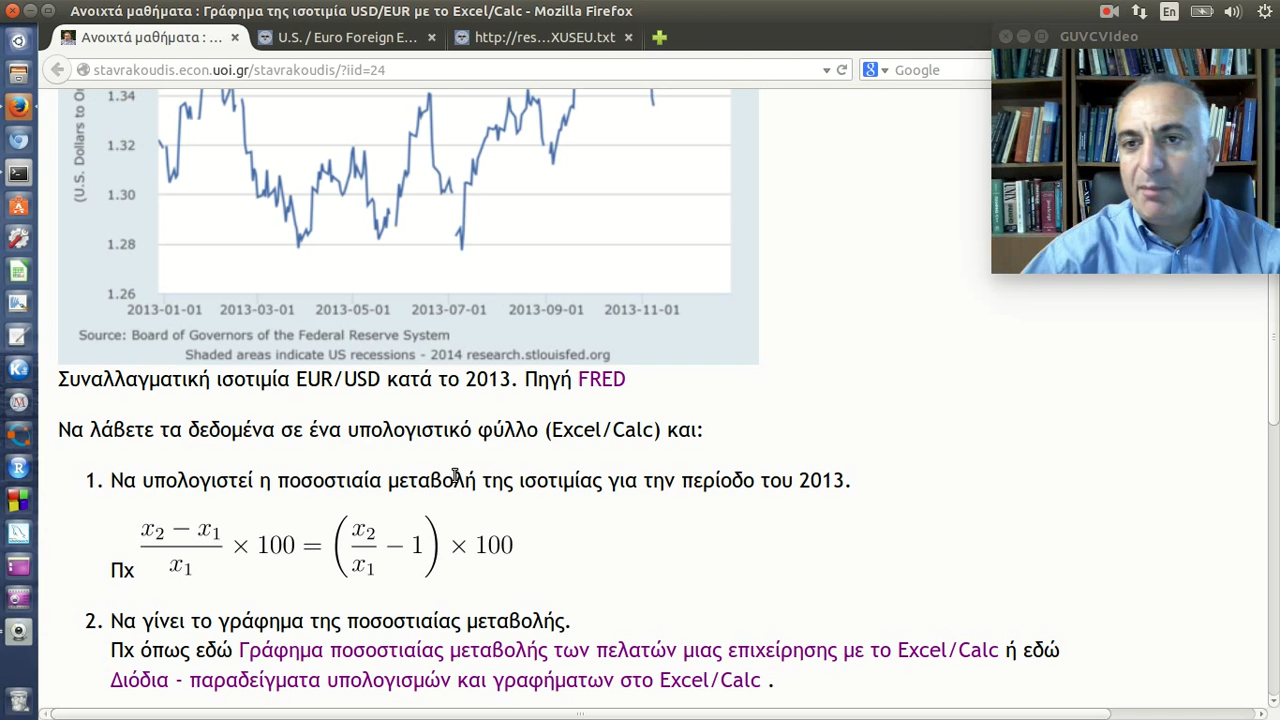 Ανοιχτά μαθήματα : Γράφημα της ισοτιμία USD/EUR με το Excel/Calc - Mozilla Firefox
En
Ανοιχτά μαθήματα : ...
U.S. / Euro Foreign E...
http://res...XUSEU.txt
GUVCVideo
stavrakoudis.econ.uoi.gr/stavrakoudis/?iid=24
Google
(U.S. Dollars to O
1.34
1.32
1.30
1.28
1.26
2013-01-01 2013-03-01 2013-05-01 2013-07-01 2013-09-01 2013-11-01
Source: Board of Governors of the Federal Reserve System
Shaded areas indicate US recessions - 2014 research.stlouisfed.org
Συναλλαγματική ισοτιμία EUR/USD κατά το 2013. Πηγή FRED
Να λάβετε τα δεδομένα σε ένα υπολογιστικό φύλλο (Excel/Calc) και:
1. Να υπολογιστεί η ποσοστιαία μεταβολή της ισοτιμίας για την περίοδο του 2013.
Πχ (x₂ − x₁)/x₁ × 100 = (x₂/x₁ − 1) × 100
2. Να γίνει το γράφημα της ποσοστιαίας μεταβολής.
Πχ όπως εδώ Γράφημα ποσοστιαίας μεταβολής των πελατών μιας επιχείρησης με το Excel/Calc ή εδώ
Διόδια - παραδείγματα υπολογισμών και γραφήματων στο Excel/Calc .